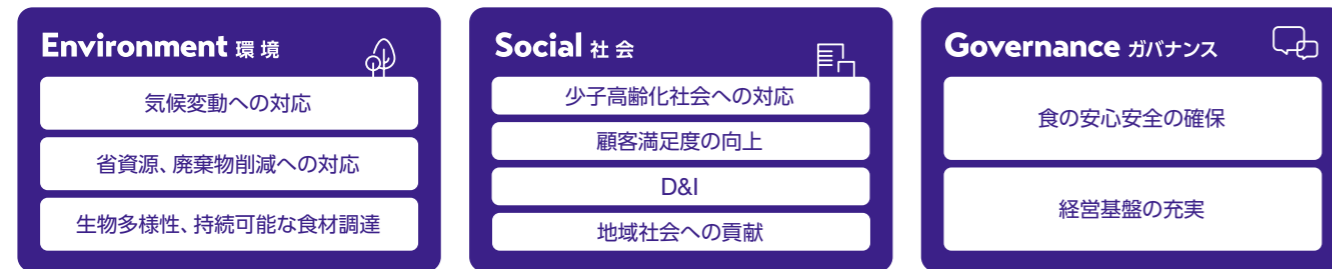 Environment 環境
気候変動への対応
省資源、廃棄物削減への対応
生物多様性、持続可能な食材調達
Social 社会
少子高齢化社会への対応
顧客満足度の向上
D&I
地域社会への貢献
Governance ガバナンス
食の安心安全の確保
経営基盤の充実